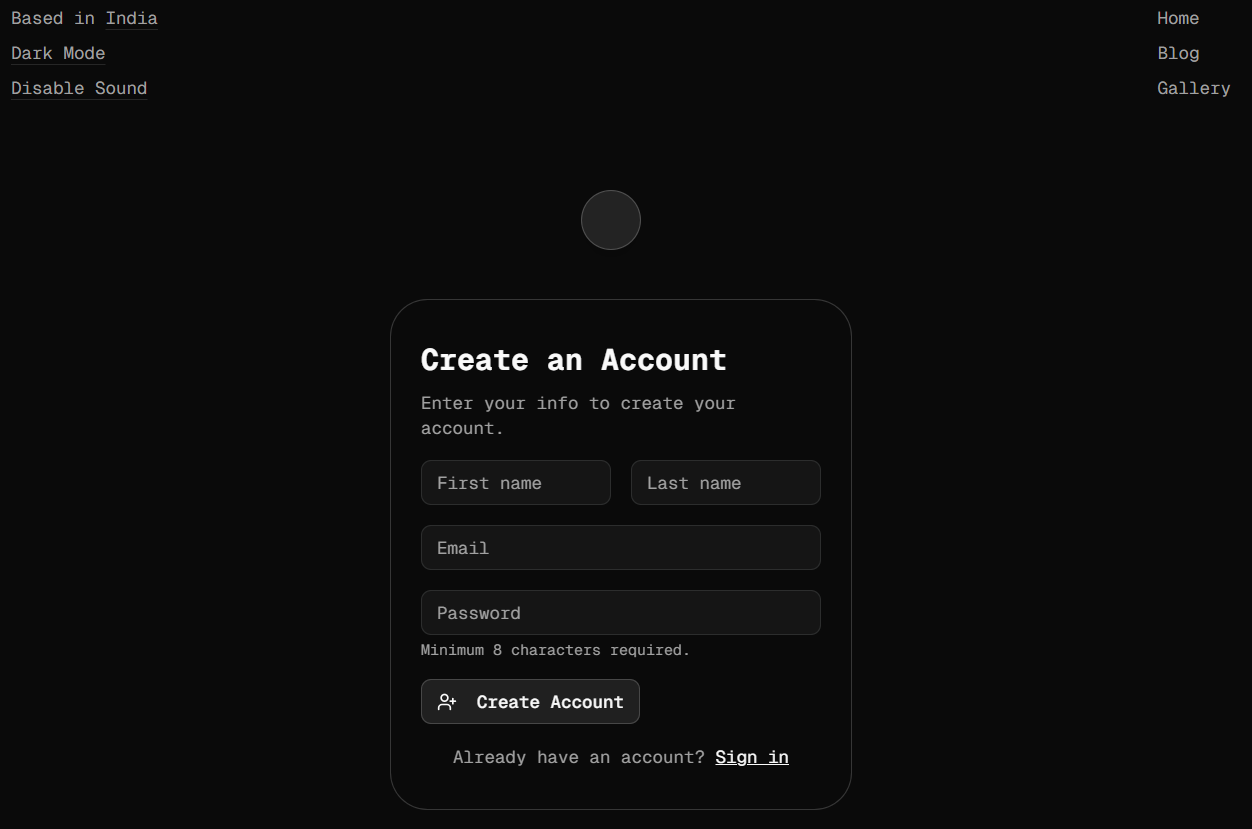 Based in India
Dark Mode
Disable Sound
Home
Blog
Gallery
Create an Account
Enter your info to create your
account.
First name
Last name
Email
Password
Minimum 8 characters required.
Create Account
Already have an account? Sign in